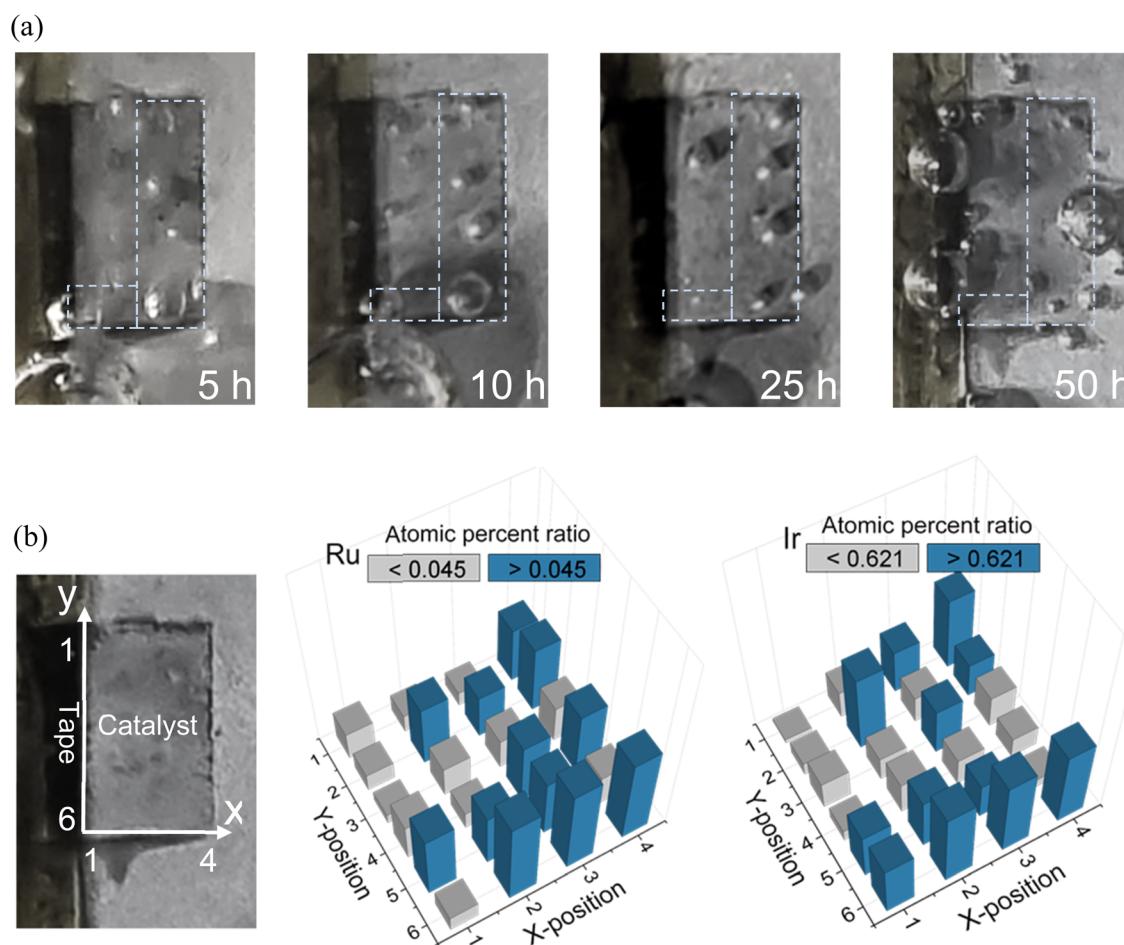 (a)
5 h
10 h
25 h
50 h
(b)
y
1
Tape
Catalyst
6
x
1
4
Ru
Atomic percent ratio
< 0.045
> 0.045
1
2
3
4
5
6
Y-position
1
2
3
4
X-position
Ir
Atomic percent ratio
< 0.621
> 0.621
1
2
3
4
5
6
Y-position
1
2
3
4
X-position